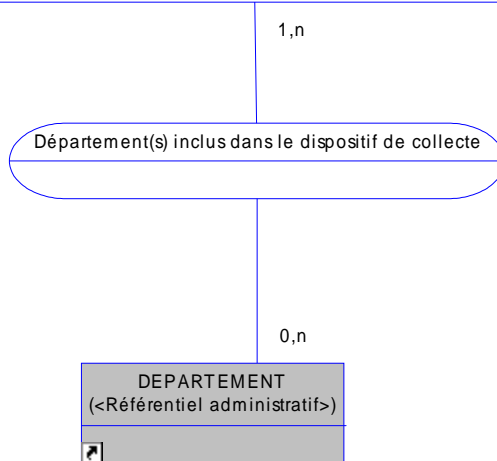 1,n
Département(s) inclus dans le dispositif de collecte
0,n
DEPARTEMENT
(<Référentiel administratif>)